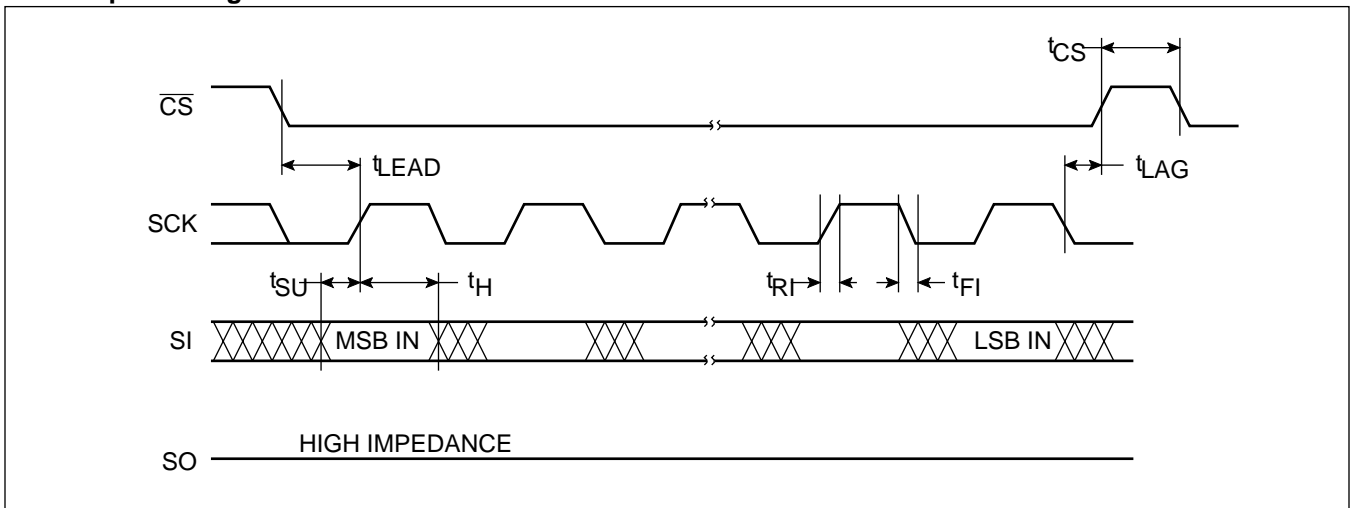 tCS
CS
tLEAD
tLAG
SCK
tSU
tH
tRI
tFI
SI
MSB IN
LSB IN
HIGH IMPEDANCE
SO